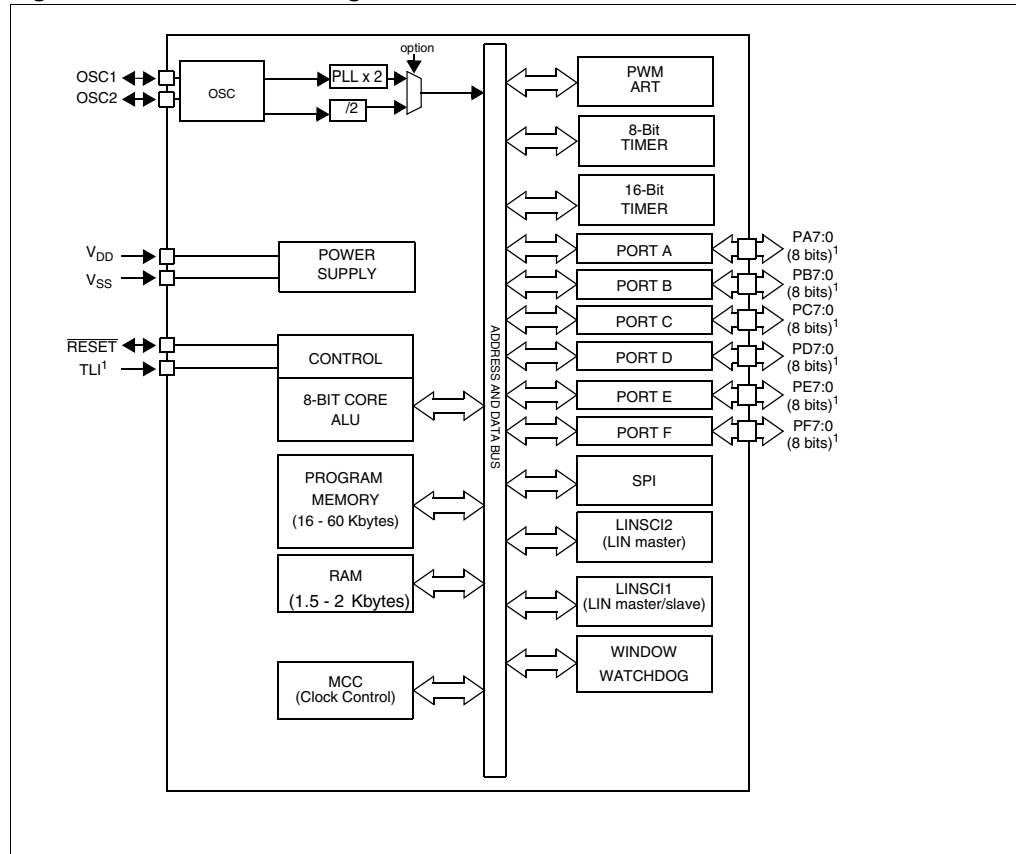 option
OSC1
OSC2
OSC
PLL x 2
/2
V_DD
V_SS
POWER
SUPPLY
RESET
TLI¹
CONTROL
8-BIT CORE
ALU
PROGRAM
MEMORY
(16 - 60 Kbytes)
RAM
(1.5 - 2 Kbytes)
MCC
(Clock Control)
ADDRESS AND DATA BUS
PWM
ART
8-Bit
TIMER
16-Bit
TIMER
PORT A
PORT B
PORT C
PORT D
PORT E
PORT F
SPI
LINSCI2
(LIN master)
LINSCI1
(LIN master/slave)
WINDOW
WATCHDOG
PA7:0
(8 bits)¹
PB7:0
(8 bits)¹
PC7:0
(8 bits)¹
PD7:0
(8 bits)¹
PE7:0
(8 bits)¹
PF7:0
(8 bits)¹